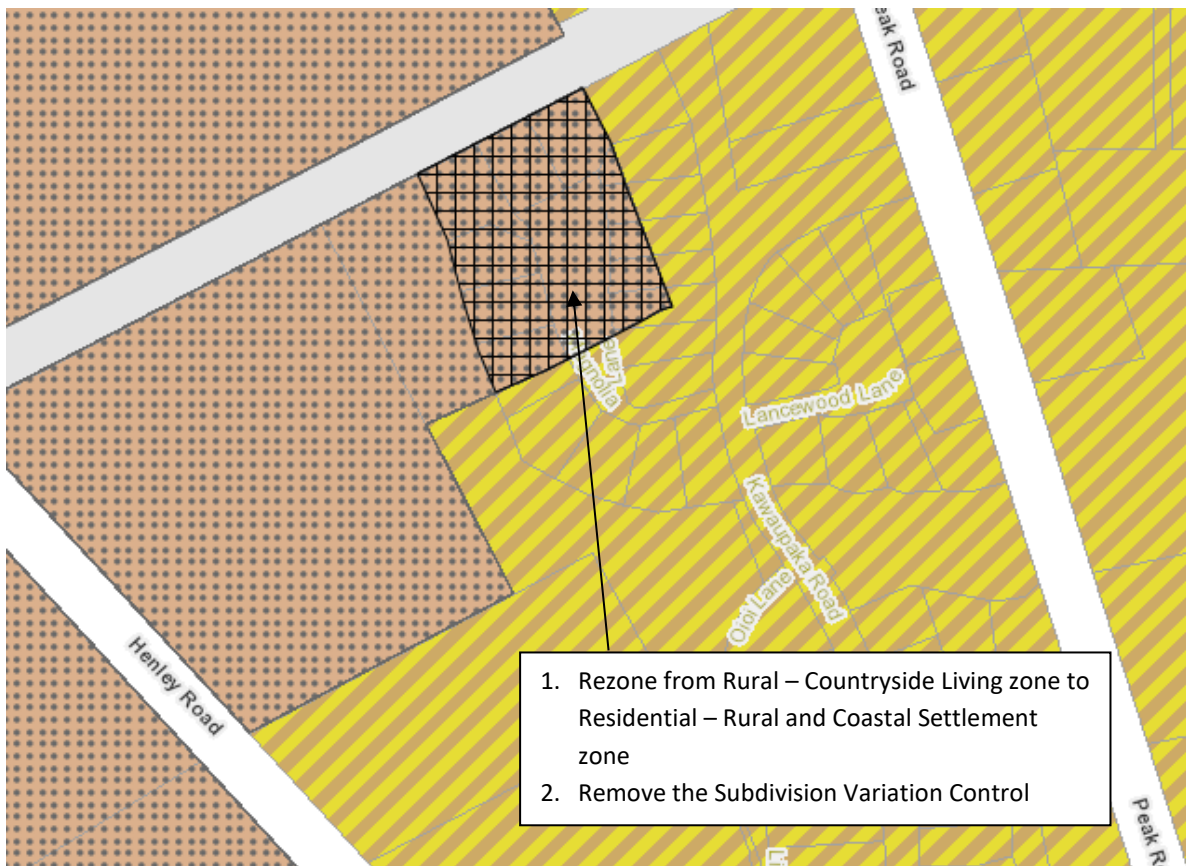 Peak Road
Lane
Lancewood Lane
Kawaupaka Road
Oioi Lane
Henley Road
1. Rezone from Rural – Countryside Living zone to
Residential – Rural and Coastal Settlement
zone
2. Remove the Subdivision Variation Control
Peak R